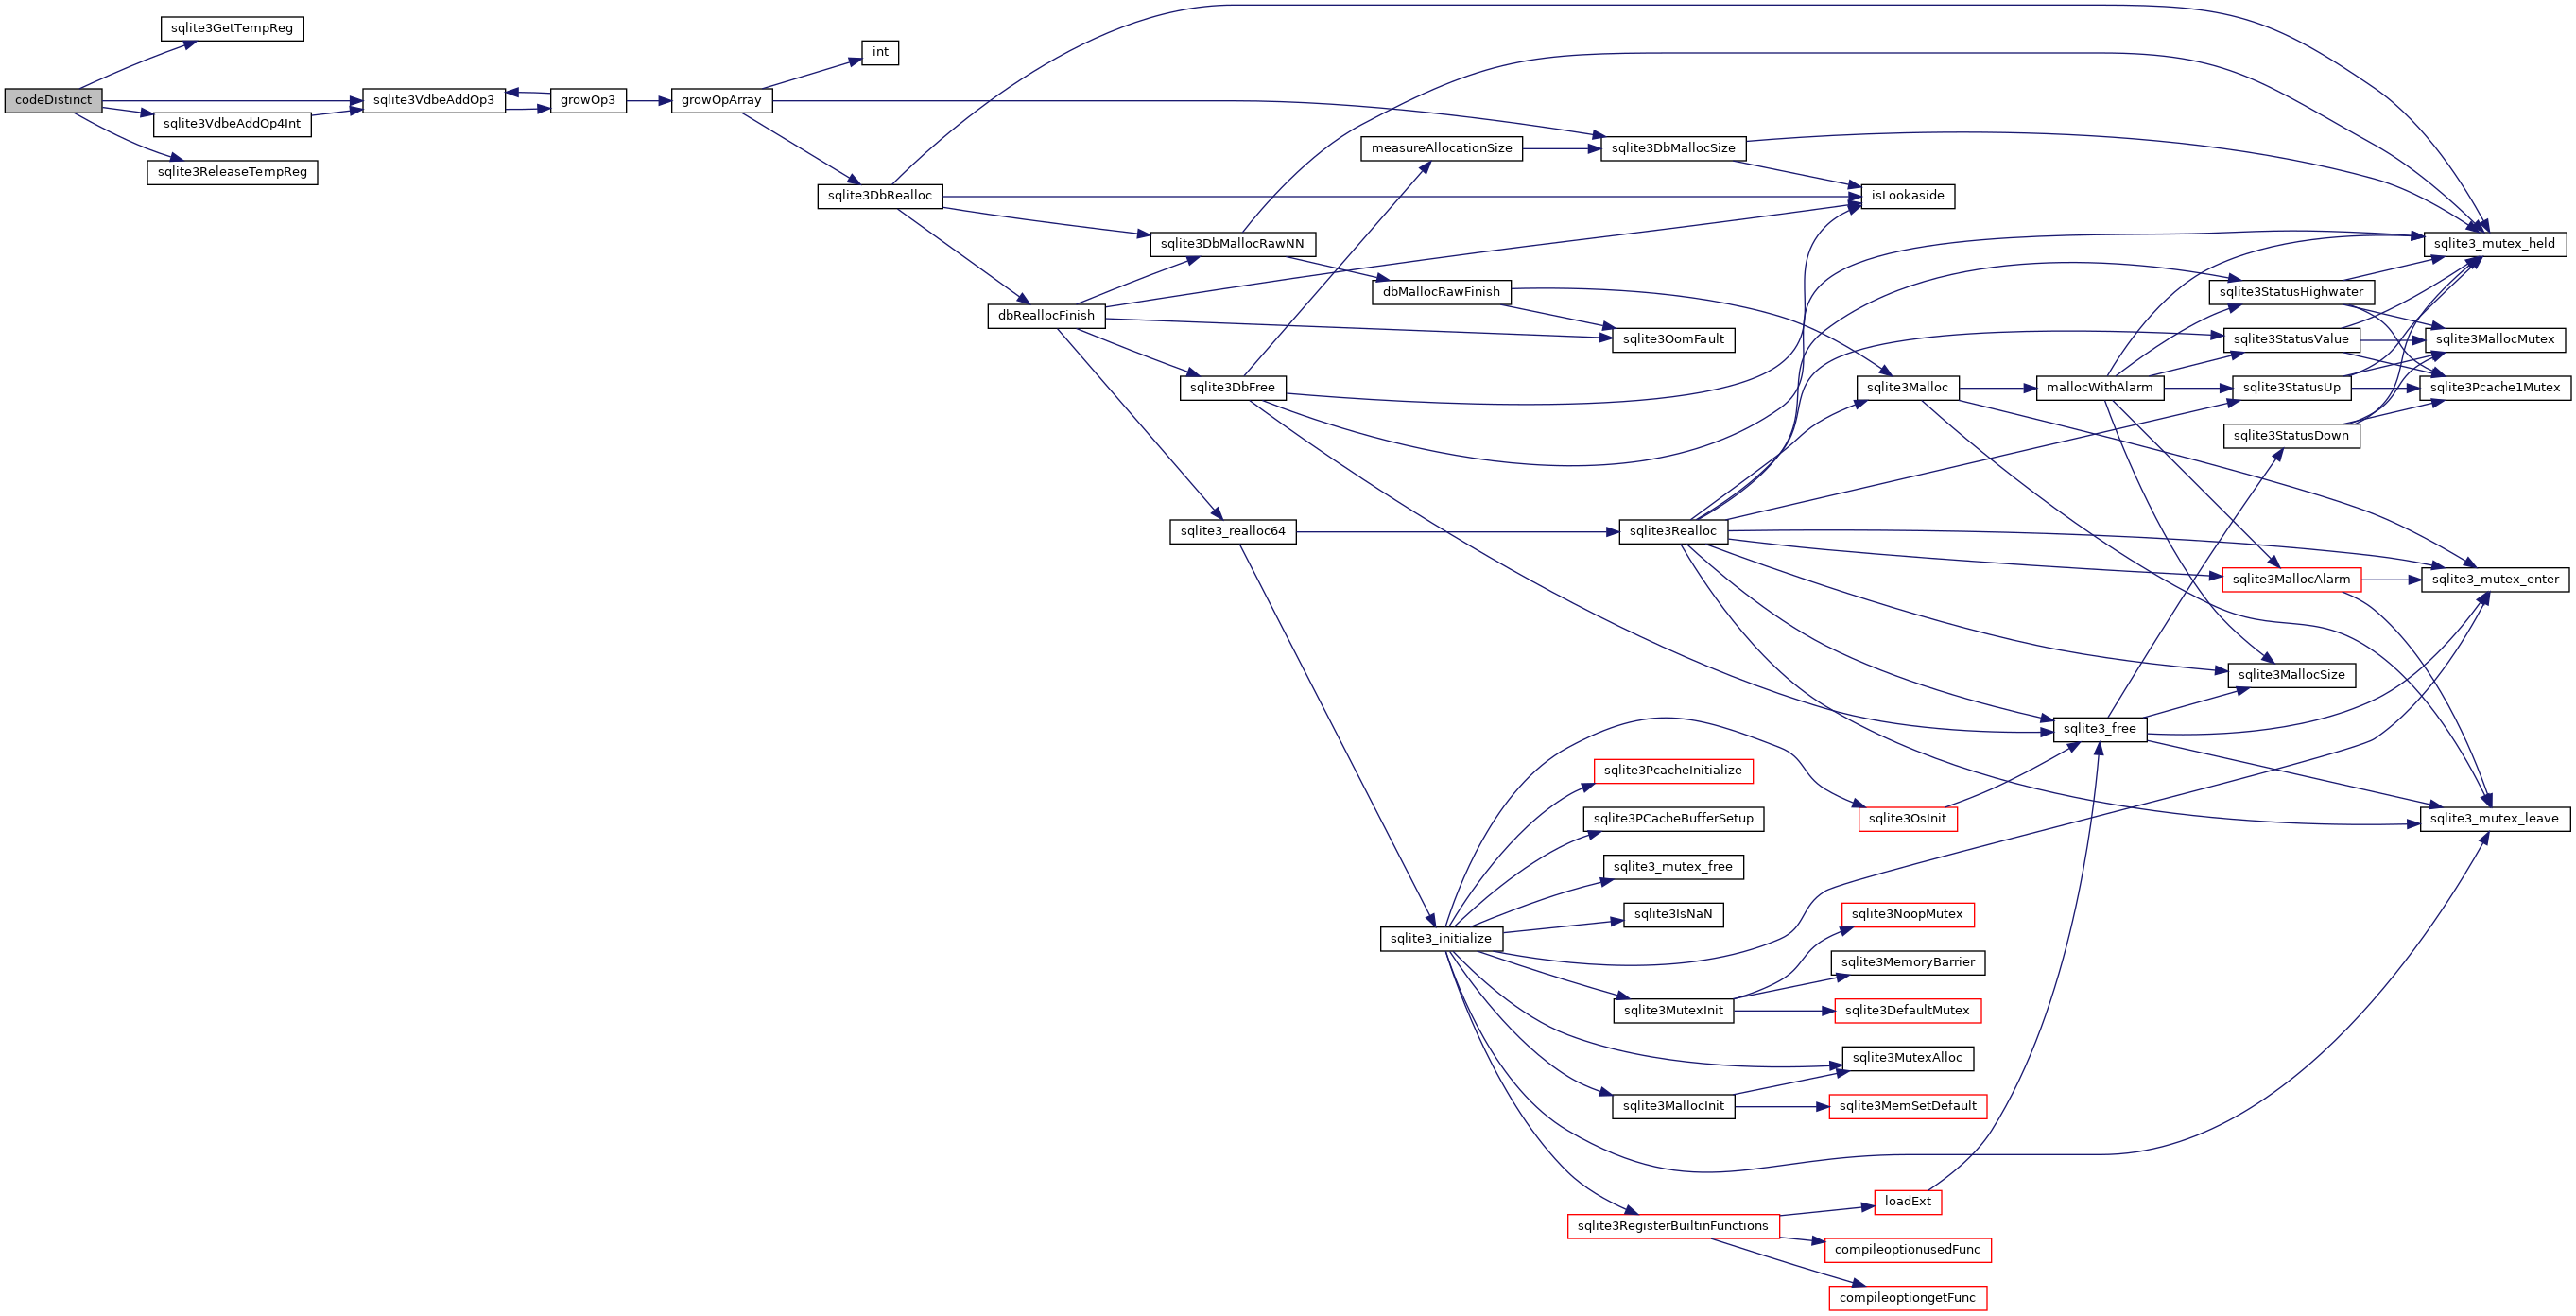 sqlite3GetTempReg
int
codeDistinct
sqlite3VdbeAddOp3
growOp3
growOpArray
sqlite3VdbeAddOp4Int
sqlite3ReleaseTempReg
measureAllocationSize
sqlite3DbMallocSize
sqlite3DbRealloc
isLookaside
sqlite3DbMallocRawNN
sqlite3_mutex_held
dbMallocRawFinish
sqlite3StatusHighwater
dbReallocFinish
sqlite3OomFault
sqlite3StatusValue
sqlite3MallocMutex
sqlite3DbFree
sqlite3Malloc
mallocWithAlarm
sqlite3StatusUp
sqlite3Pcache1Mutex
sqlite3StatusDown
sqlite3_realloc64
sqlite3Realloc
sqlite3MallocAlarm
sqlite3_mutex_enter
sqlite3MallocSize
sqlite3_free
sqlite3PcacheInitialize
sqlite3PCacheBufferSetup
sqlite3OsInit
sqlite3_mutex_leave
sqlite3_mutex_free
sqlite3IsNaN
sqlite3NoopMutex
sqlite3_initialize
sqlite3MemoryBarrier
sqlite3MutexInit
sqlite3DefaultMutex
sqlite3MutexAlloc
sqlite3MallocInit
sqlite3MemSetDefault
loadExt
sqlite3RegisterBuiltinFunctions
compileoptionusedFunc
compileoptiongetFunc